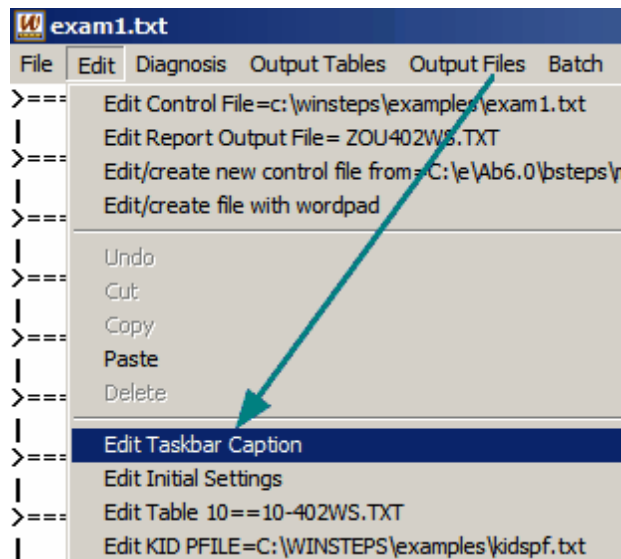 exam1.txt
File Edit Diagnosis Output Tables Output Files Batch
>=== Edit Control File=c:\winsteps\examples\exam1.txt
| Edit Report Output File= ZOU402WS.TXT
>=== Edit/create new control file from=C:\e\Ab6.0\bsteps\
| Edit/create file with wordpad
>===
| Undo
>=== Cut
| Copy
>=== Paste
| Delete
>===
| Edit Taskbar Caption
>=== Edit Initial Settings
| Edit Table 10==10-402WS.TXT
>=== Edit KID PFILE=C:\WINSTEPS\examples\kidspf.txt